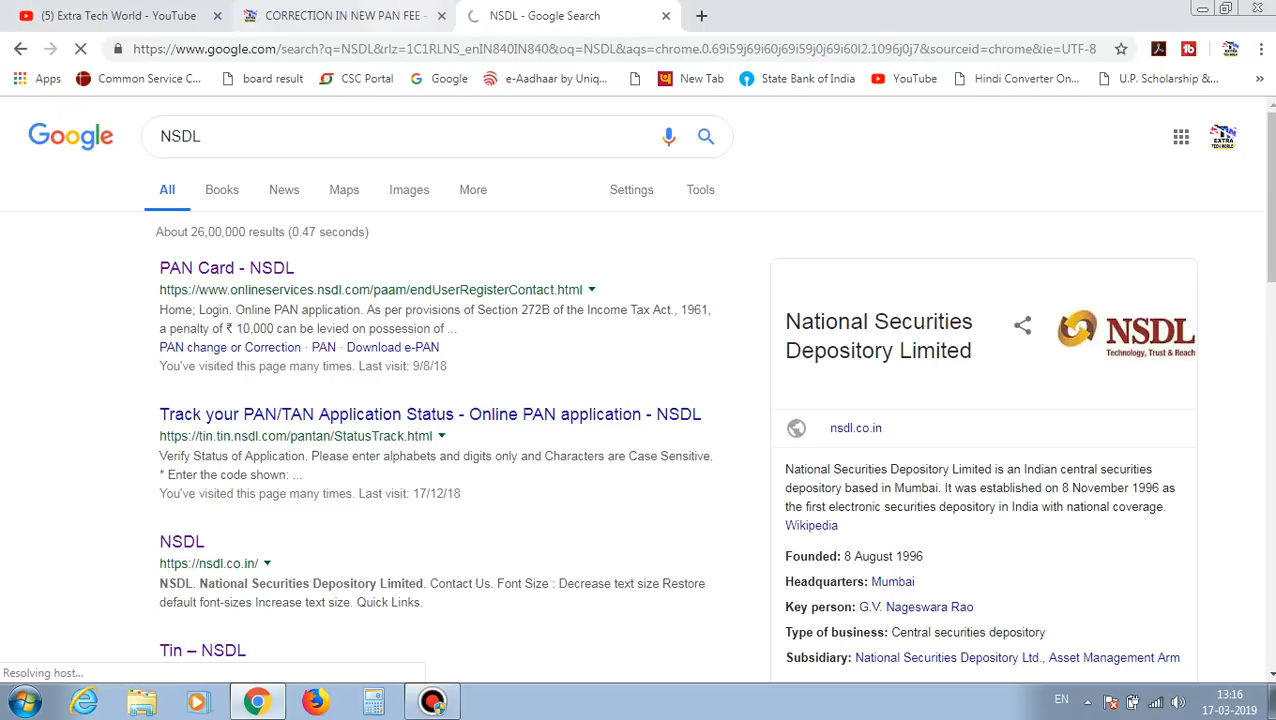 (5) Extra Tech World - YouTube
CORRECTION IN NEW PAN FEE -
NSDL - Google Search
https://www.google.com/search?q=NSDL&rlz=1C1RLNS_enIN840IN840&oq=NSDL&aqs=chrome.0.69i59j69i60j69i59j0j69i60l2.1096j0j7&sourceid=chrome&ie=UTF-8
Apps
Common Service C...
board result
CSC Portal
Google
e-Aadhaar by Uniq...
New Tab
State Bank of India
YouTube
Hindi Converter On...
U.P. Scholarship &...
Google
NSDL
All Books News Maps Images More Settings Tools
About 26,00,000 results (0.47 seconds)
PAN Card - NSDL
https://www.onlineservices.nsdl.com/paam/endUserRegisterContact.html
Home; Login. Online PAN application. As per provisions of Section 272B of the Income Tax Act., 1961,
a penalty of ₹ 10,000 can be levied on possession of ...
PAN change or Correction · PAN · Download e-PAN
You've visited this page many times. Last visit: 9/8/18
Track your PAN/TAN Application Status - Online PAN application - NSDL
https://tin.tin.nsdl.com/pantan/StatusTrack.html
Verify Status of Application. Please enter alphabets and digits only and Characters are Case Sensitive.
* Enter the code shown: ...
You've visited this page many times. Last visit: 17/12/18
NSDL
https://nsdl.co.in/
NSDL. National Securities Depository Limited. Contact Us. Font Size : Decrease text size Restore
default font-sizes Increase text size. Quick Links.
Tin – NSDL
National Securities
Depository Limited
NSDL
Technology, Trust & Reach
nsdl.co.in
National Securities Depository Limited is an Indian central securities
depository based in Mumbai. It was established on 8 November 1996 as
the first electronic securities depository in India with national coverage.
Wikipedia
Founded: 8 August 1996
Headquarters: Mumbai
Key person: G.V. Nageswara Rao
Type of business: Central securities depository
Subsidiary: National Securities Depository Ltd., Asset Management Arm
Resolving host...
EN
13:16
17-03-2019